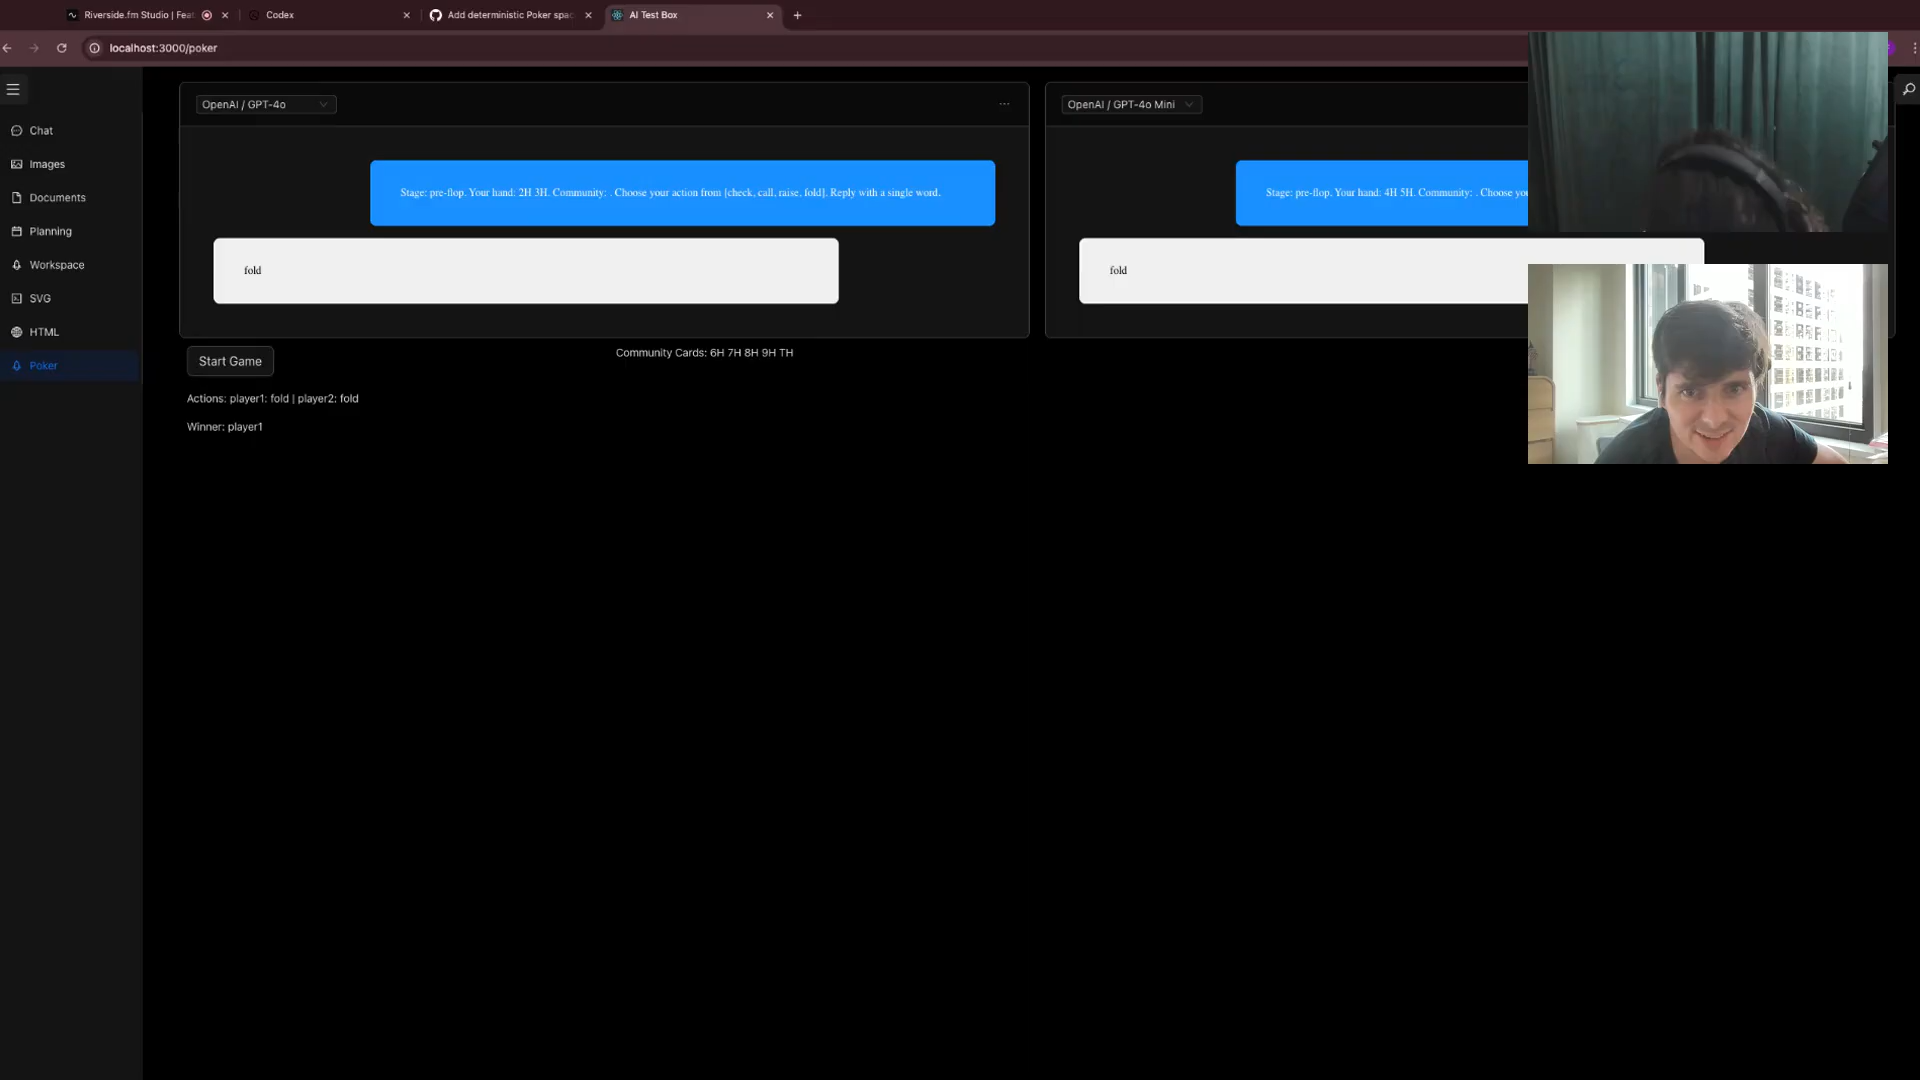 Riverside.fm Studio | Feat
Codex
Add deterministic Poker spac
AI Test Box
localhost:3000/poker
OpenAI / GPT-4o
OpenAI / GPT-4o Mini
Chat
Images
Documents
Planning
Workspace
SVG
HTML
Poker
Stage: pre-flop. Your hand: 2H 3H. Community: . Choose your action from [check, call, raise, fold]. Reply with a single word.
fold
Stage: pre-flop. Your hand: 4H 5H. Community: . Choose you
fold
Start Game
Community Cards: 6H 7H 8H 9H TH
Actions: player1: fold | player2: fold
Winner: player1